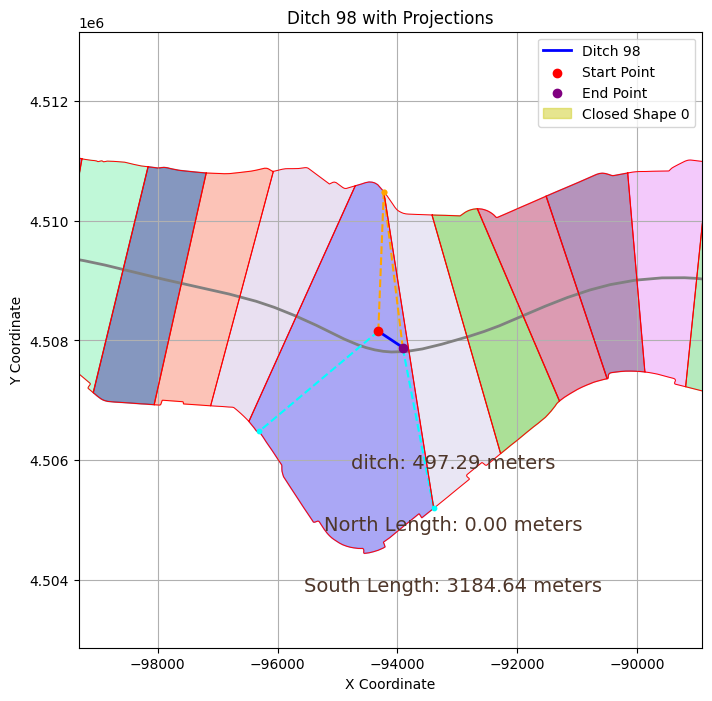 Ditch 98 with Projections
1e6
Ditch 98
Start Point
End Point
Closed Shape 0
4.512
4.510
4.508
4.506
4.504
Y Coordinate
ditch: 497.29 meters
North Length: 0.00 meters
South Length: 3184.64 meters
−98000 −96000 −94000 −92000 −90000
X Coordinate